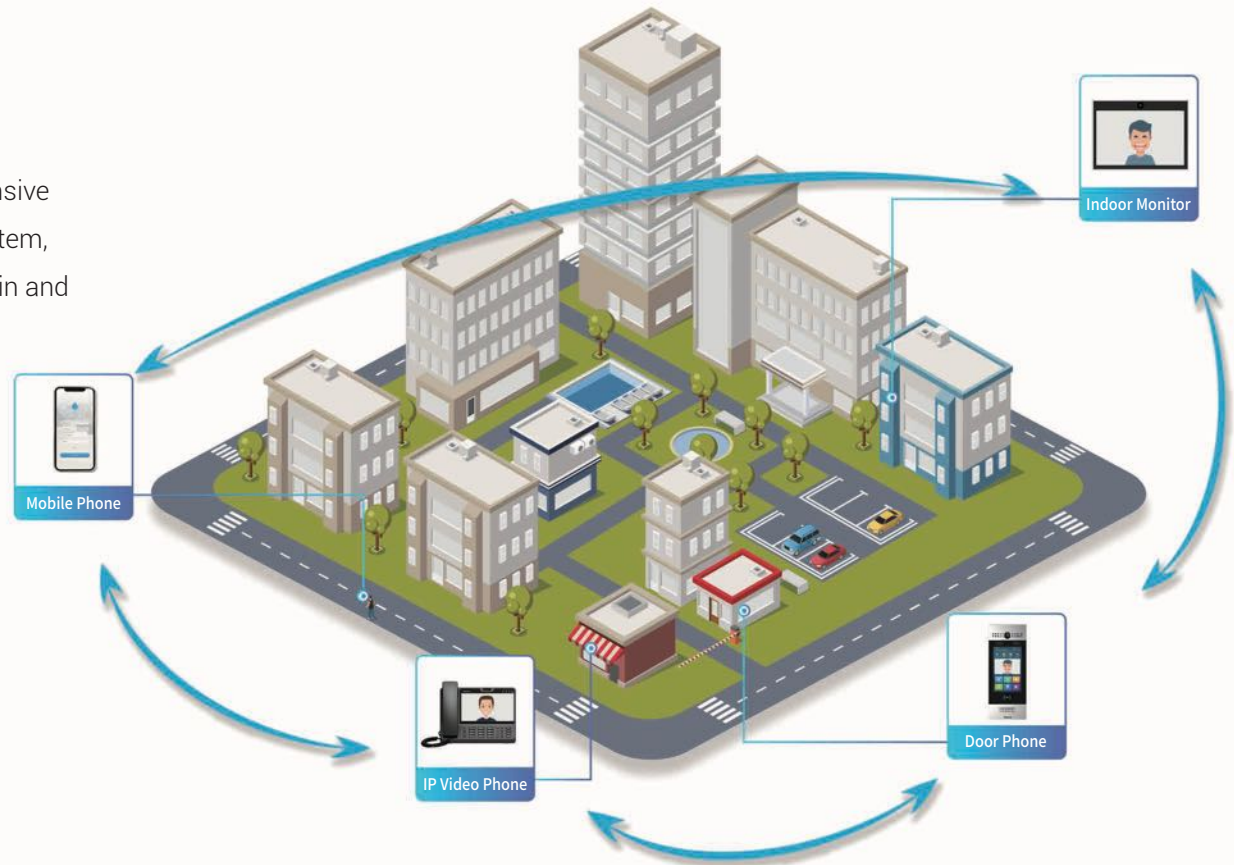 nsive
tem,
in and
Indoor Monitor
Mobile Phone
IP Video Phone
Door Phone